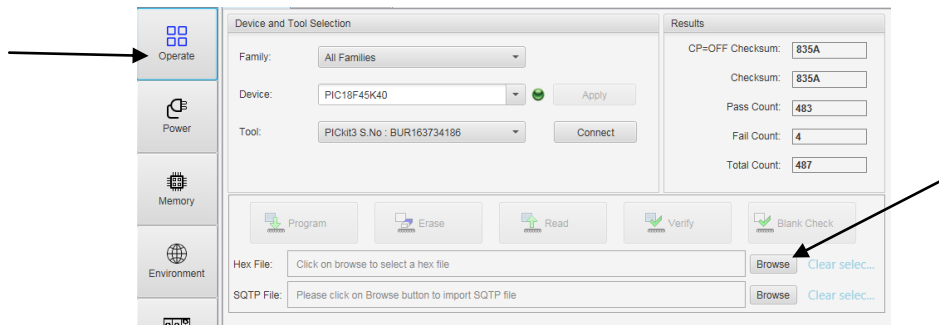 Operate
Power
Memory
Environment
Device and Tool Selection
Family: All Families
Device: PIC18F45K40 Apply
Tool: PICkit3 S.No : BUR163734186 Connect
Results
CP=OFF Checksum: 835A
Checksum: 835A
Pass Count: 483
Fail Count: 4
Total Count: 487
Program Erase Read Verify Blank Check
Hex File: Click on browse to select a hex file Browse Clear selec...
SQTP File: Please click on Browse button to import SQTP file Browse Clear selec...